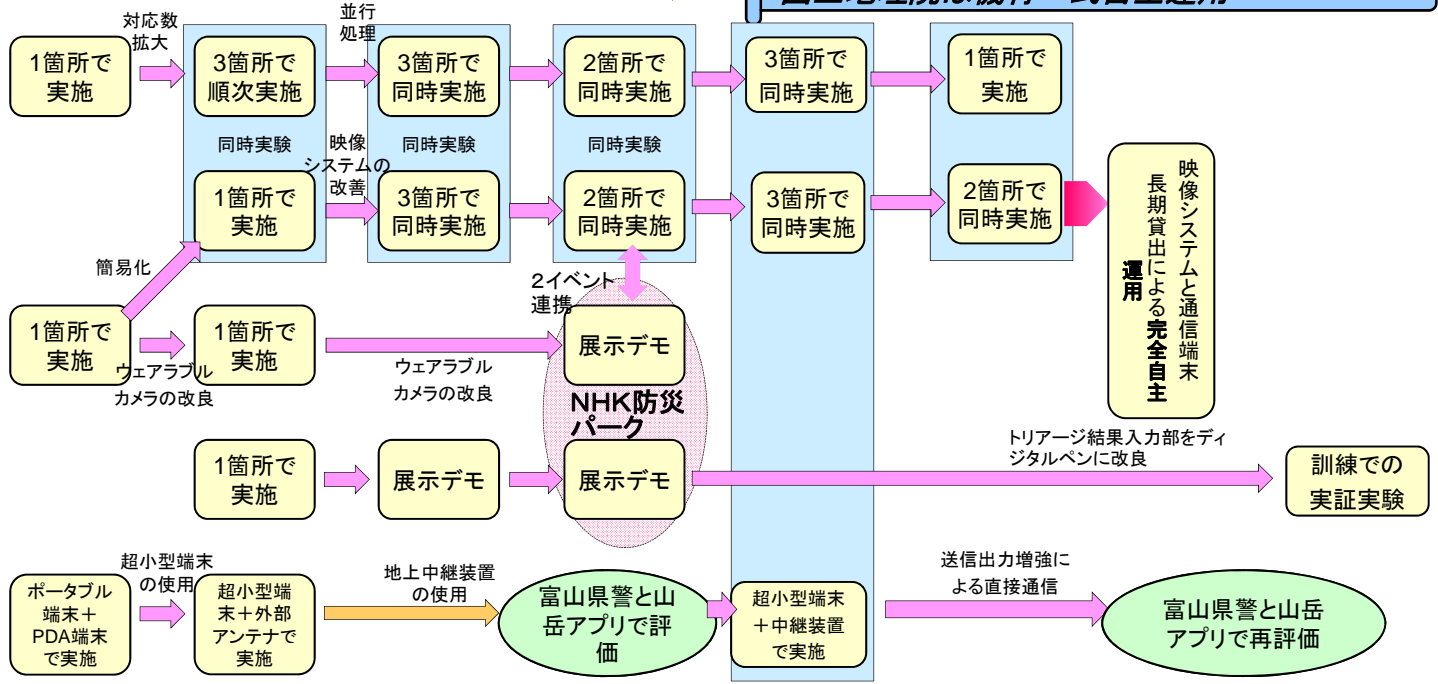 対応数
拡大
並行
処理
1箇所で
実施
3箇所で
順次実施
3箇所で
同時実施
2箇所で
同時実施
3箇所で
同時実施
1箇所で
実施
同時実験
映像
システムの
改善
同時実験
同時実験
1箇所で
実施
3箇所で
同時実施
2箇所で
同時実施
3箇所で
同時実施
2箇所で
同時実施
映像システムと通信端末
長期貸出による完全自主
運用
簡易化
2イベント
連携
1箇所で
実施
1箇所で
実施
展示デモ
ウェアラブル
カメラの改良
ウェアラブル
カメラの改良
NHK防災
パーク
1箇所で
実施
展示デモ
展示デモ
トリアージ結果入力部をディ
ジタルペンに改良
訓練での
実証実験
超小型端末
の使用
地上中継装置
の使用
送信出力増強に
よる直接通信
ポータブル
端末+
PDA端末
で実施
超小型端
末+外部
アンテナで
実施
富山県警と山
岳アプリで評
価
超小型端末
+中継装置
で実施
富山県警と山岳
アプリで再評価